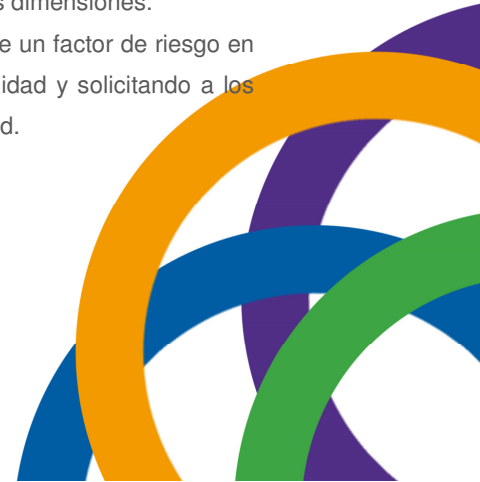 dimensiones.
e un factor de riesgo en
idad y solicitando a los
d.